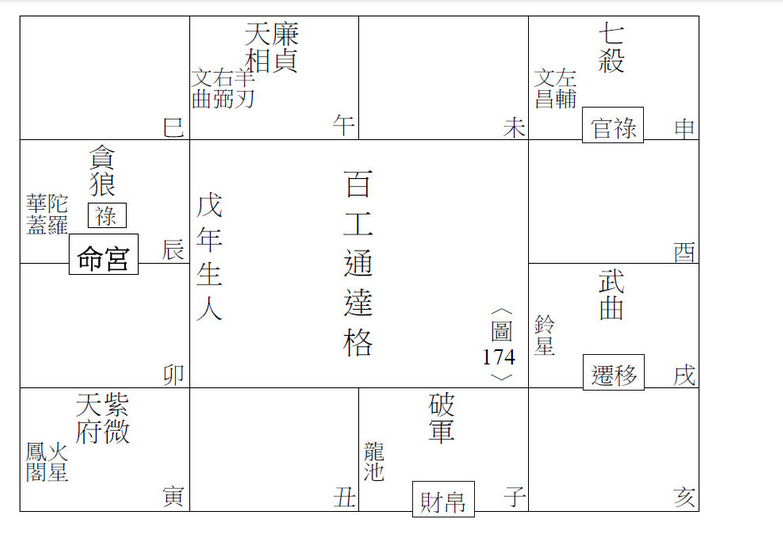 巳
廉貞
天相
羊刃
右弼
文曲
午
未
七殺
左輔
文昌
官祿
申
貪狼
祿
陀羅
華蓋
命宮
辰
百工通達格
戊年生人
〈圖174〉
酉
卯
武曲
鈴星
遷移
戌
紫微
天府
火星
鳳閣
寅
丑
破軍
龍池
財帛
子
亥